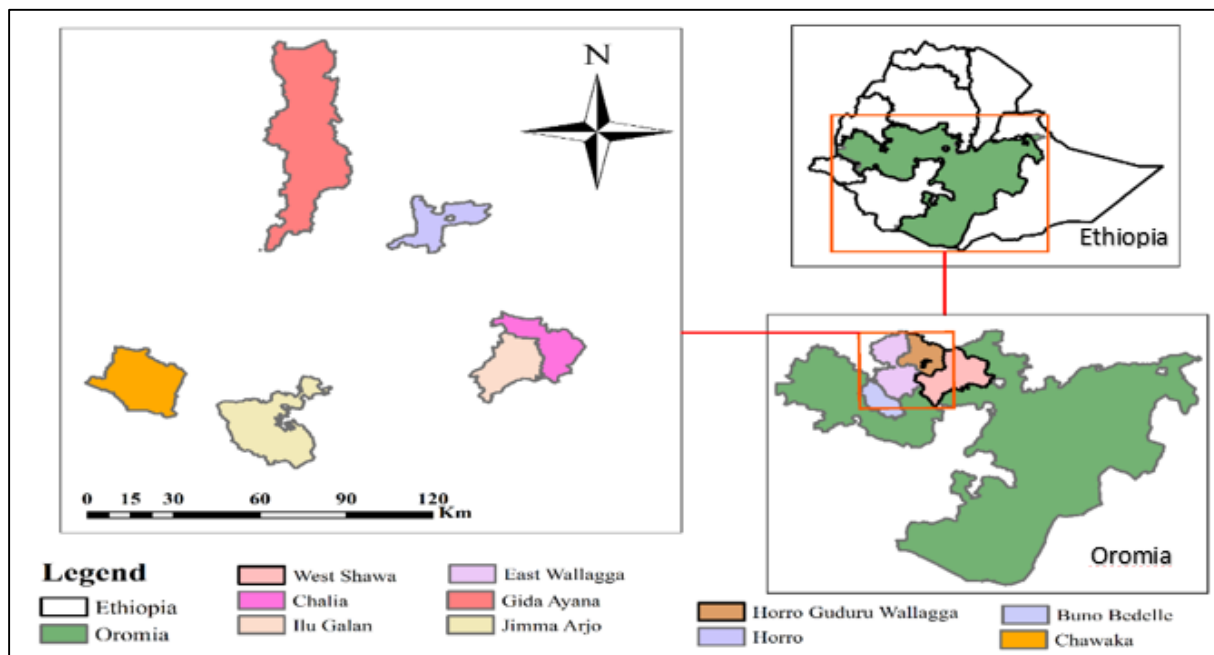 N
Ethiopia
0 15 30 60 90 120
Km
Oromia
Legend
Ethiopia
Oromia
West Shawa
Chalia
Ilu Galan
East Wallagga
Gida Ayana
Jimma Arjo
Horro Guduru Wallagga
Horro
Buno Bedelle
Chawaka